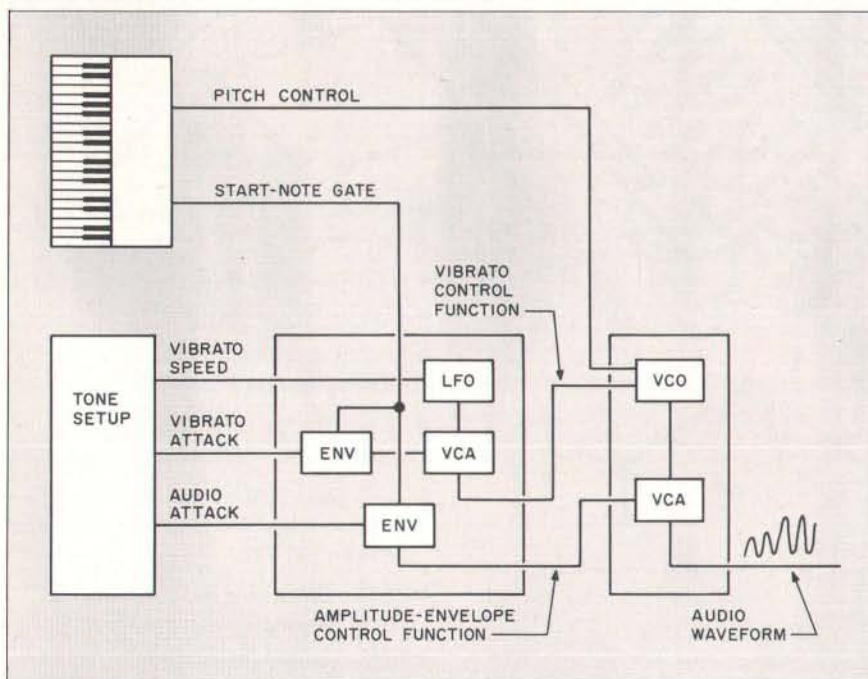 PITCH CONTROL
START-NOTE GATE
VIBRATO
CONTROL
FUNCTION
VIBRATO
SPEED
LFO
VCO
TONE
SETUP
VIBRATO
ATTACK
ENV
VCA
AUDIO
ATTACK
ENV
VCA
AMPLITUDE-ENVELOPE
CONTROL FUNCTION
AUDIO
WAVEFORM